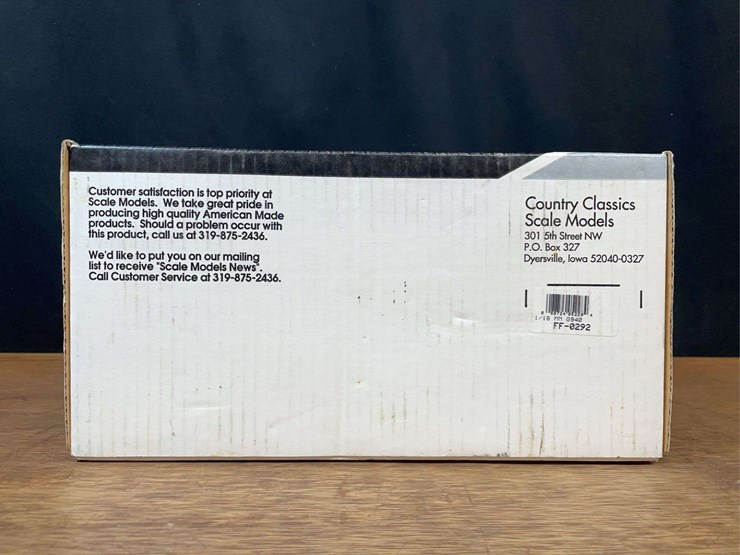 Customer satisfaction is top priority at
Scale Models. We take great pride in
producing high quality American Made
products. Should a problem occur with
this product, call us at 319-875-2436.
We'd like to put you on our mailing
list to receive "Scale Models News".
Call Customer Service at 319-875-2436.
Country Classics
Scale Models
301 5th Street NW
P.O. Box 327
Dyersville, Iowa 52040-0327
1/16 MM G940
FF-0292